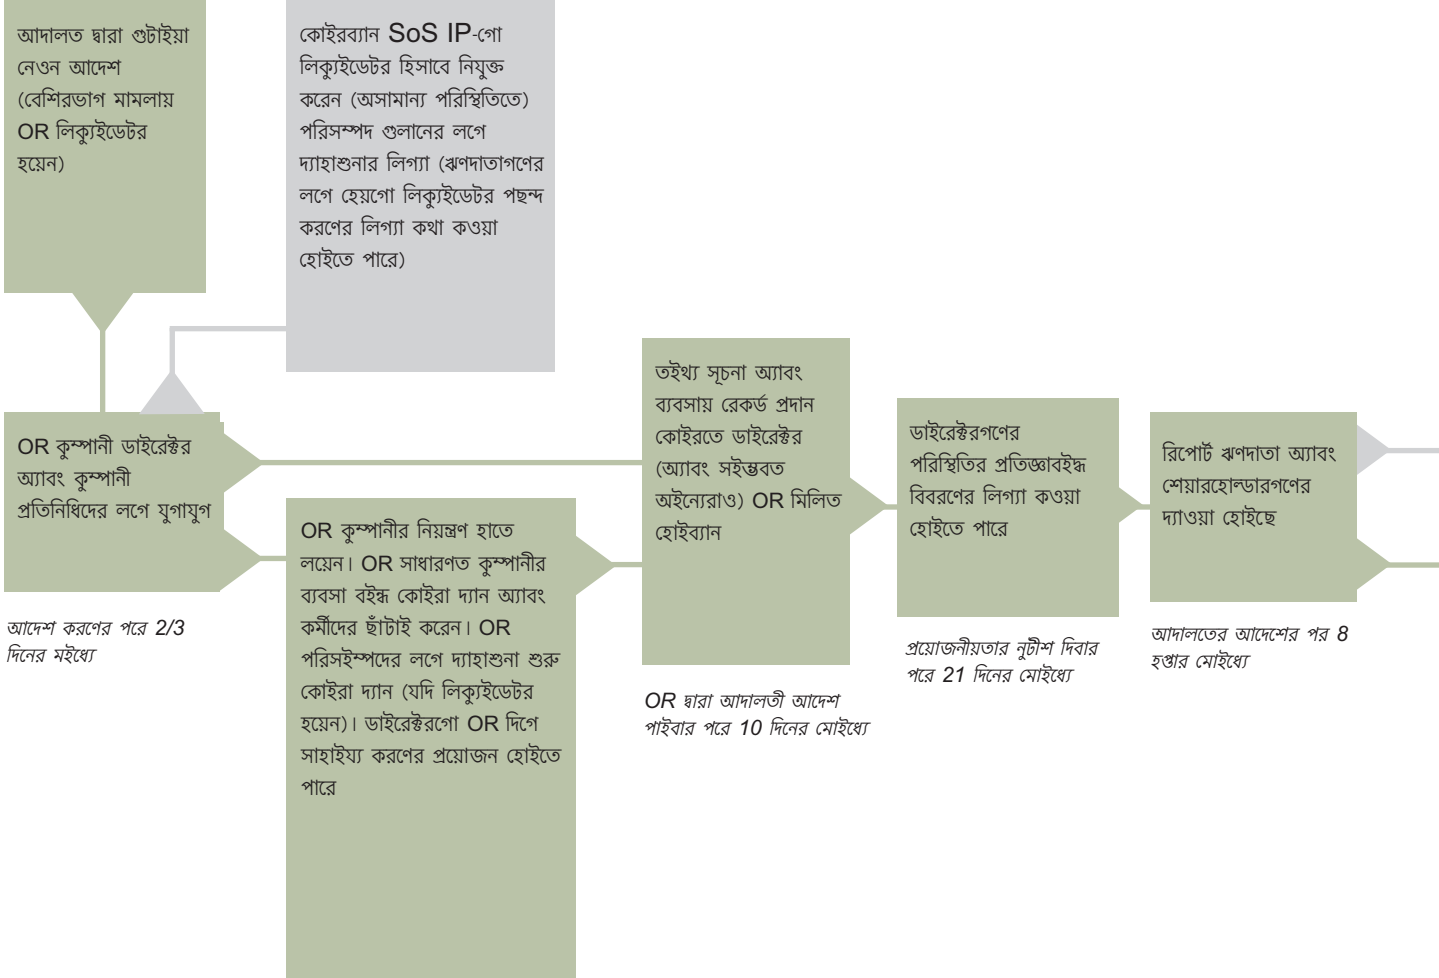 আদালত দ্বারা গুটাইয়া
নেওন আদেশ
(বেশিরভাগ মামলায়
OR লিক্যুইডেটর
হয়েন)
কোইরব্যান SoS IP-গো
লিক্যুইডেটর হিসাবে নিযুক্ত
করেন (অসামান্য পরিস্থিতিতে)
পরিসম্পদ গুলানের লগে
দ্যাহাশুনার লিগ্যা (ঋণদাতাগণের
লগে হেয়গো লিক্যুইডেটর পছন্দ
করণের লিগ্যা কথা কওয়া
হোইতে পারে)
OR কুম্পানী ডাইরেক্টর
অ্যাবং কুম্পানী
প্রতিনিধিদের লগে যুগাযুগ
আদেশ করণের পরে 2/3
দিনের মইধ্যে
OR কুম্পানীর নিয়ন্ত্রণ হাতে
লয়েন। OR সাধারণত কুম্পানীর
ব্যবসা বইন্ধ কোইরা দ্যান অ্যাবং
কর্মীদের ছাঁটাই করেন। OR
পরিসইম্পদের লগে দ্যাহাশুনা শুরু
কোইরা দ্যান (যদি লিক্যুইডেটর
হয়েন)। ডাইরেক্টরগো OR দিগে
সাহাইয্য করণের প্রয়োজন হোইতে
পারে
তইথ্য সূচনা অ্যাবং
ব্যবসায় রেকর্ড প্রদান
কোইরতে ডাইরেক্টর
(অ্যাবং সইম্ভবত
অইন্যেরাও) OR মিলিত
হোইব্যান
OR দ্বারা আদালতী আদেশ
পাইবার পরে 10 দিনের মোইধ্যে
ডাইরেক্টরগণের
পরিস্থিতির প্রতিজ্ঞাবইদ্ধ
বিবরণের লিগ্যা কওয়া
হোইতে পারে
প্রয়োজনীয়তার নুটীশ দিবার
পরে 21 দিনের মোইধ্যে
রিপোর্ট ঋণদাতা অ্যাবং
শেয়ারহোল্ডারগণের
দ্যাওয়া হোইছে
আদালতের আদেশের পর 8
হপ্তার মোইধ্যে